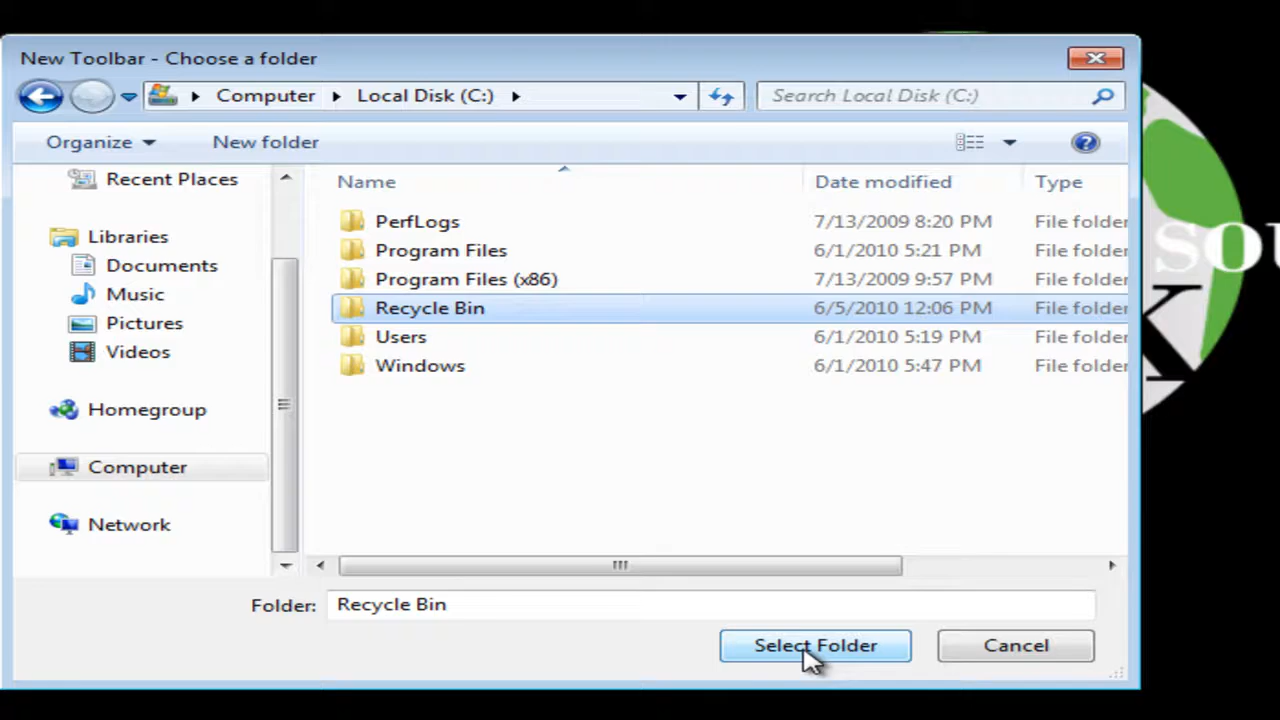 New Toolbar - Choose a folder
Computer Local Disk (C:) Search Local Disk (C:)
Organize New folder
Recent Places
Libraries
Documents
Music
Pictures
Videos
Homegroup
Computer
Network
Name Date modified Type
PerfLogs 7/13/2009 8:20 PM File folder
Program Files 6/1/2010 5:21 PM File folder
Program Files (x86) 7/13/2009 9:57 PM File folder
Recycle Bin 6/5/2010 12:06 PM File folder
Users 6/1/2010 5:19 PM File folder
Windows 6/1/2010 5:47 PM File folder
Folder: Recycle Bin
Select Folder Cancel